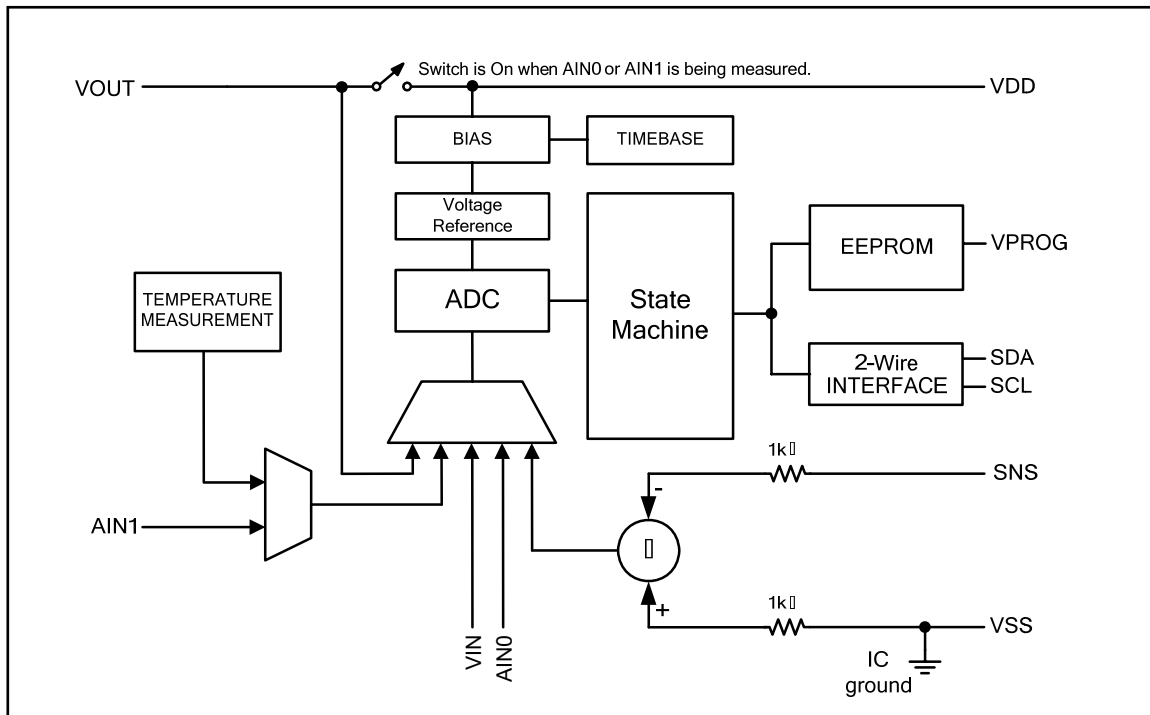 Switch is On when AIN0 or AIN1 is being measured.
VOUT
VDD
BIAS
TIMEBASE
Voltage
Reference
ADC
State
Machine
EEPROM
VPROG
TEMPERATURE
MEASUREMENT
2-Wire
INTERFACE
SDA
SCL
1k▯
SNS
-
AIN1
▯
+
1k▯
VSS
VIN
AIN0
IC
ground